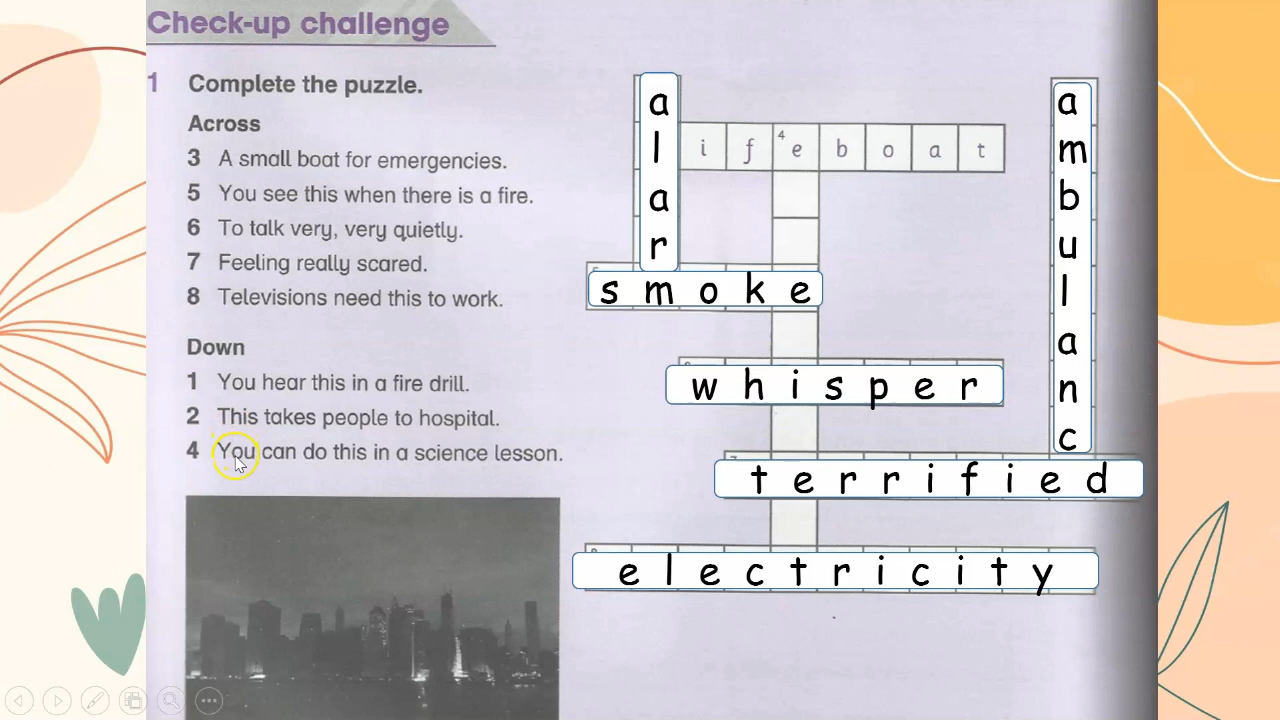 Check-up challenge
1 Complete the puzzle.
Across
3 A small boat for emergencies.
5 You see this when there is a fire.
6 To talk very, very quietly.
7 Feeling really scared.
8 Televisions need this to work.
Down
1 You hear this in a fire drill.
2 This takes people to hospital.
4 You can do this in a science lesson.
a l a r
i f e b o a t
4
s m o k e
w h i s p e r
a m b u l a n c
t e r r i f i e d
e l e c t r i c i t y